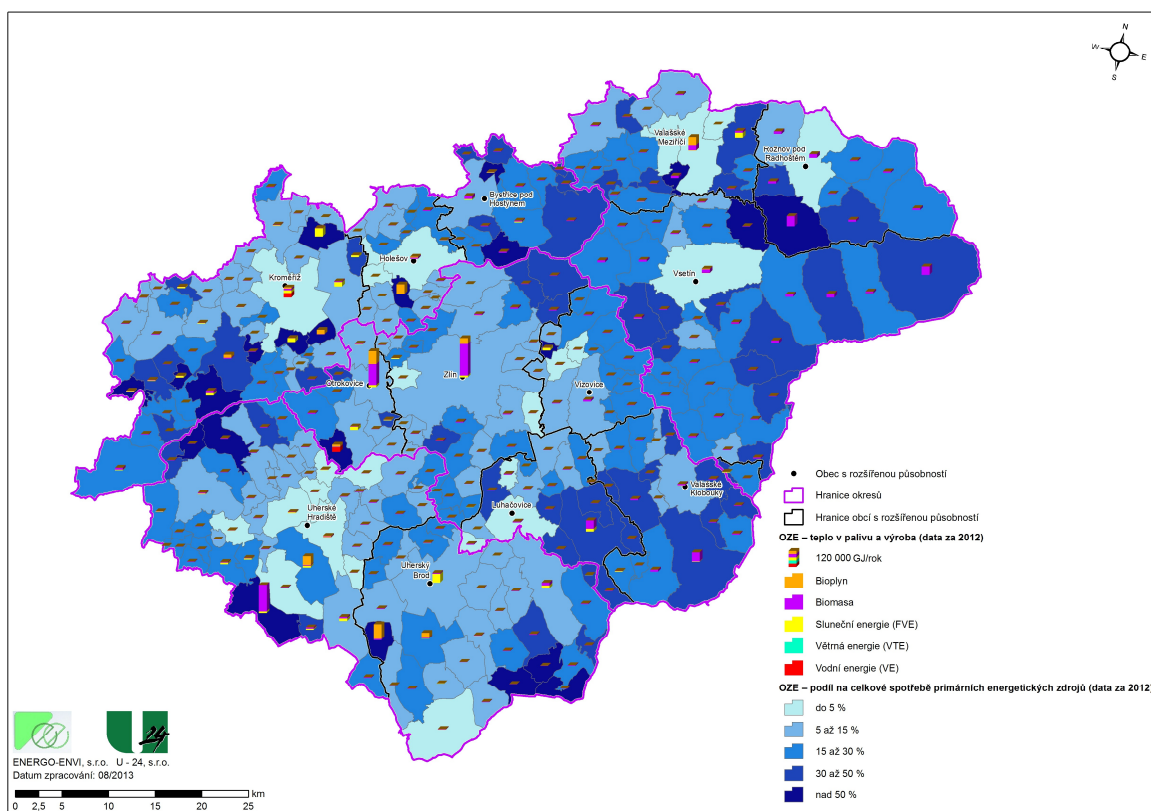 N
W
E
S
Valašské
Meziříčí
Rožnov pod
Radhoštěm
Bystřice pod
Hostýnem
Holešov
Kroměříž
Vsetín
Otrokovice
Zlín
Vizovice
Valašské
Klobouky
Luhačovice
Uherské
Hradiště
Uherský
Brod
Obec s rozšířenou působností
Hranice okresů
Hranice obcí s rozšířenou působností
OZE – teplo v palivu a výroba (data za 2012)
120 000 GJ/rok
Bioplyn
Biomasa
Sluneční energie (FVE)
Větrná energie (VTE)
Vodní energie (VE)
OZE – podíl na celkové spotřebě primárních energetických zdrojů (data za 2012)
do 5 %
5 až 15 %
15 až 30 %
30 až 50 %
nad 50 %
U 24
ENERGO-ENVI, s.r.o. U - 24, s.r.o.
Datum zpracování: 08/2013
km
0 2,5 5 10 15 20 25